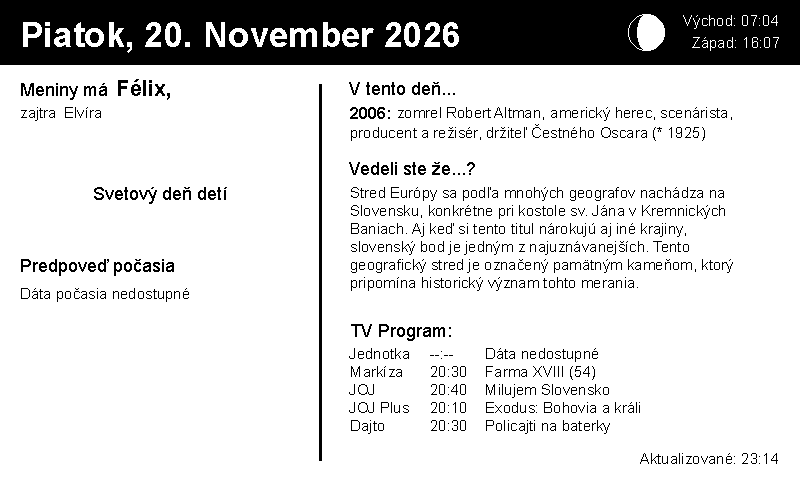 Piatok, 20. November 2026
Východ: 07:04
Západ: 16:07
Meniny má Félix,
zajtra Elvíra
Svetový deň detí
Predpoveď počasia
Dáta počasia nedostupné
V tento deň...
2006: zomrel Robert Altman, americký herec, scenárista,
producent a režisér, držiteľ Čestného Oscara (* 1925)
Vedeli ste že...?
Stred Európy sa podľa mnohých geografov nachádza na
Slovensku, konkrétne pri kostole sv. Jána v Kremnických
Baniach. Aj keď si tento titul nárokujú aj iné krajiny,
slovenský bod je jedným z najuznávanejších. Tento
geografický stred je označený pamätným kameňom, ktorý
pripomína historický význam tohto merania.
TV Program:
Jednotka --:-- Dáta nedostupné
Markíza 20:30 Farma XVIII (54)
JOJ 20:40 Milujem Slovensko
JOJ Plus 20:10 Exodus: Bohovia a králi
Dajto 20:30 Policajti na baterky
Aktualizované: 23:14